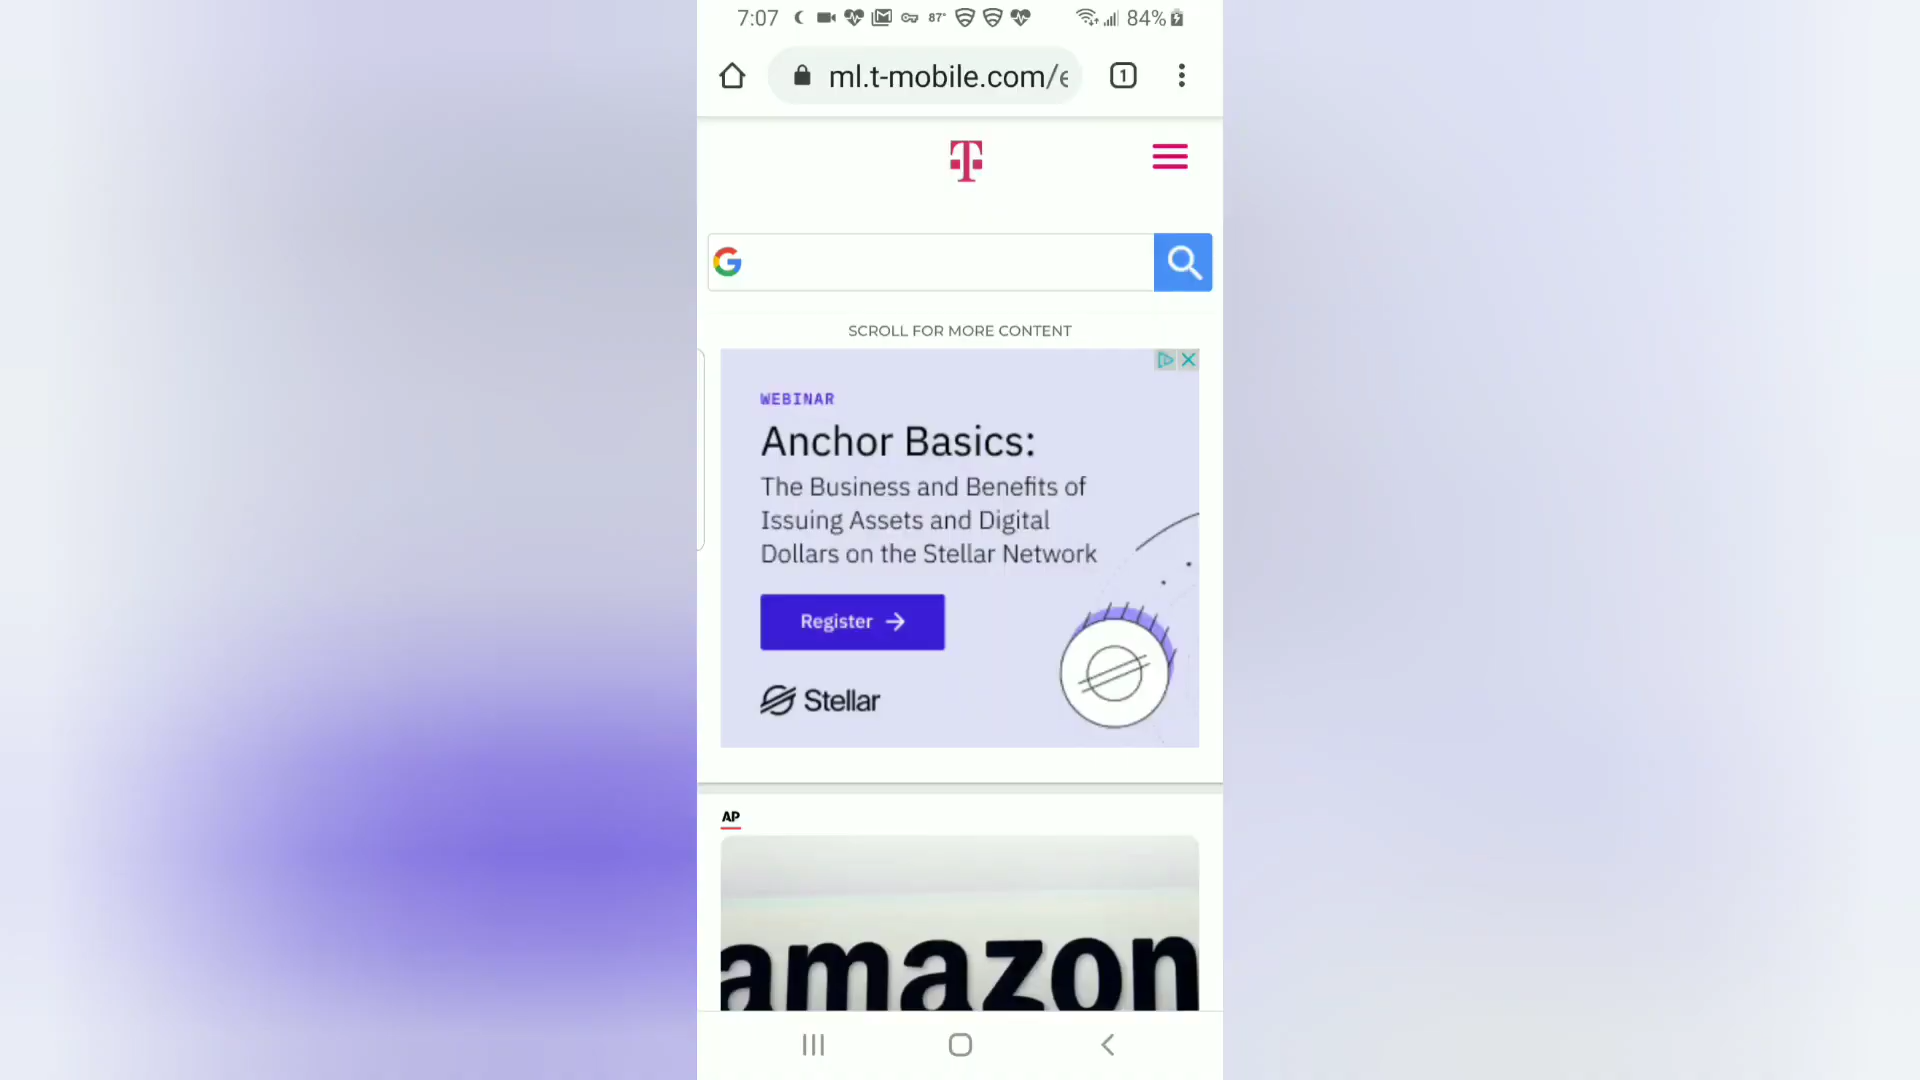 7:07 87° 84%
ml.t-mobile.com/e 1
T
G
SCROLL FOR MORE CONTENT
WEBINAR
Anchor Basics:
The Business and Benefits of
Issuing Assets and Digital
Dollars on the Stellar Network
Register →
Stellar
AP
amazon